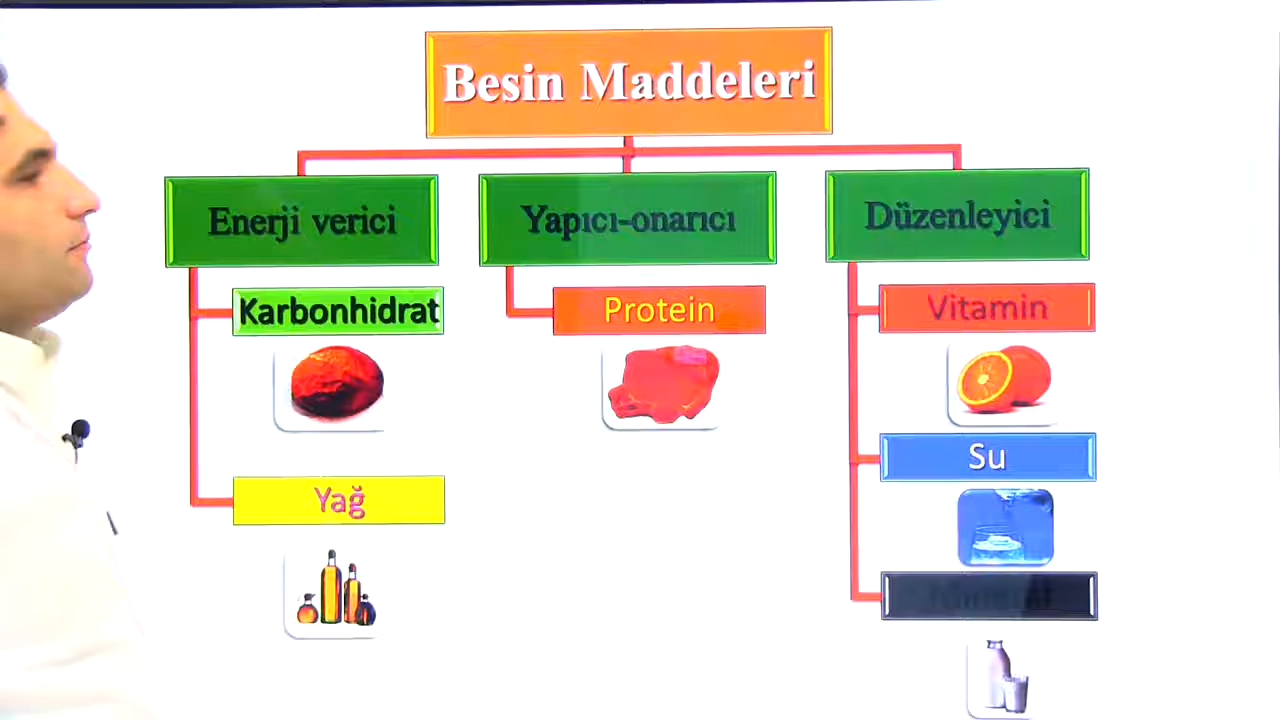 Besin Maddeleri
Enerji verici
Yapıcı-onarıcı
Düzenleyici
Karbonhidrat
Protein
Vitamin
Su
Yağ